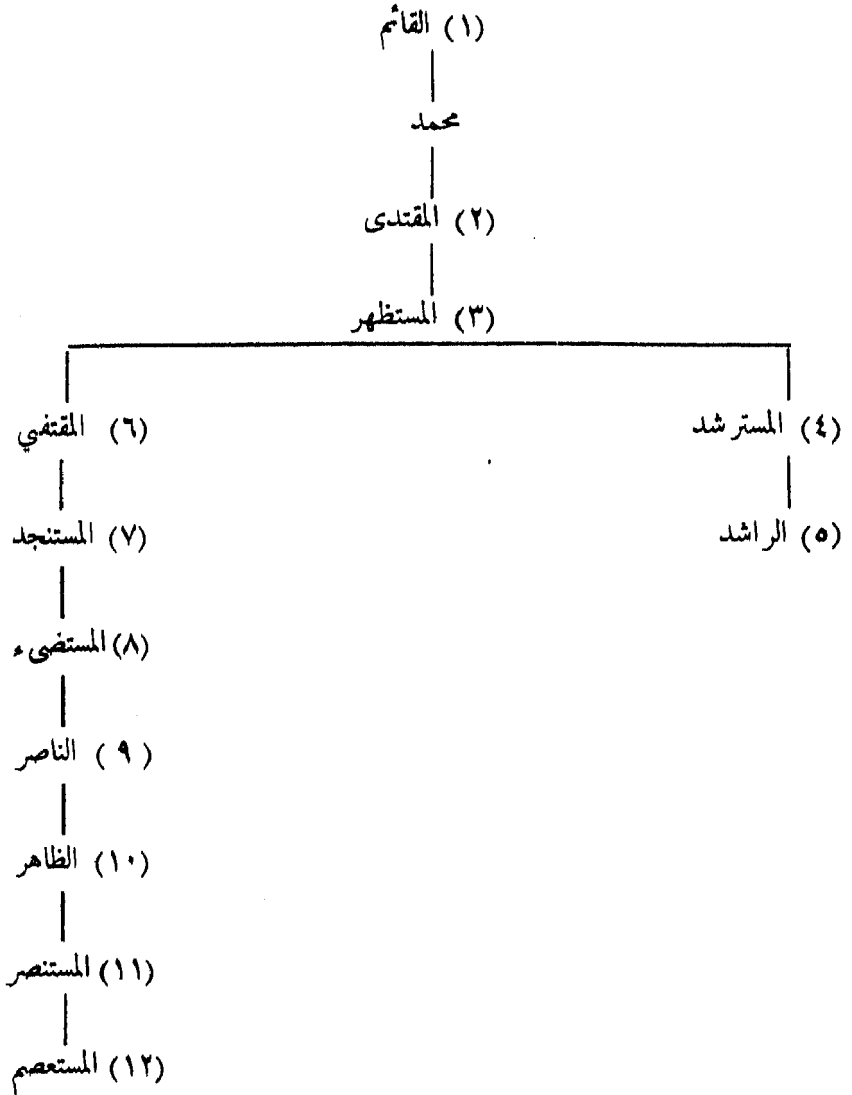 (١) القائم
محمد
(٢) المقتدى
(٣) المستظهر
(٤) المسترشد
(٦) المقتفي
(٥) الراشد
(٧) المستنجد
(٨) المستضىء
(٩) الناصر
(١٠) الظاهر
(١١) المستنصر
(١٢) المستعصم